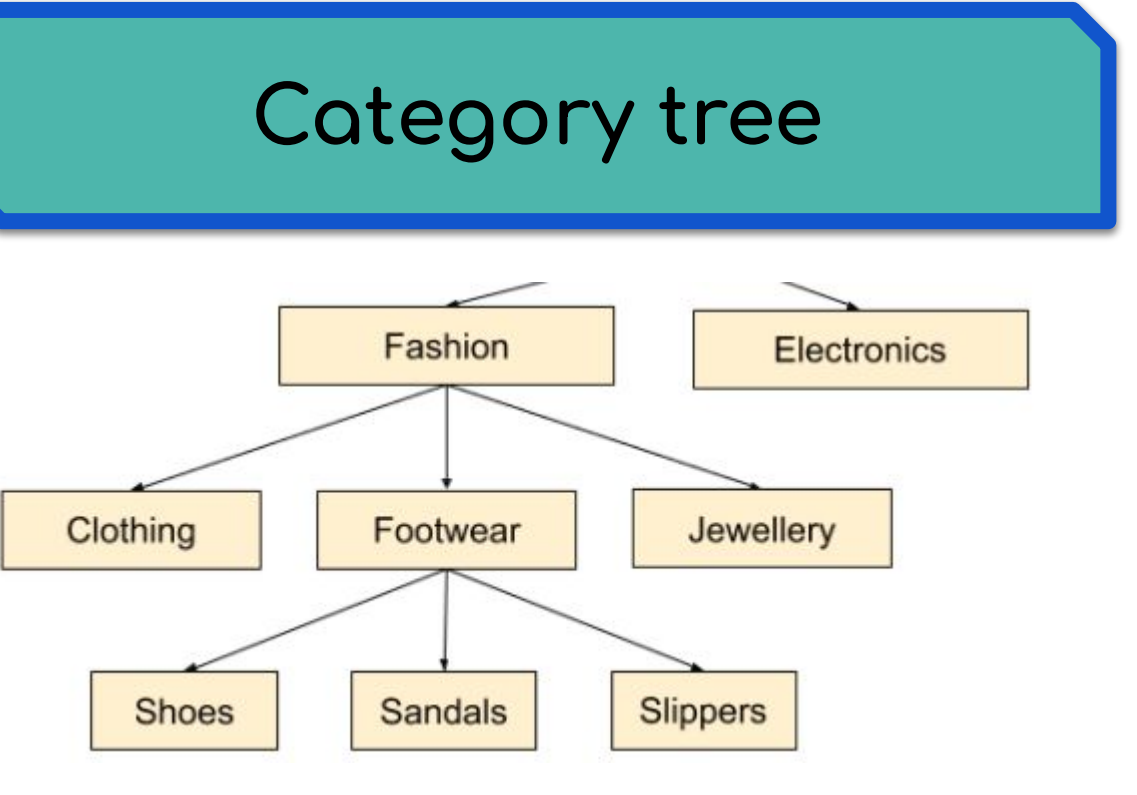 Category tree
Fashion
Electronics
Clothing
Footwear
Jewellery
Shoes
Sandals
Slippers